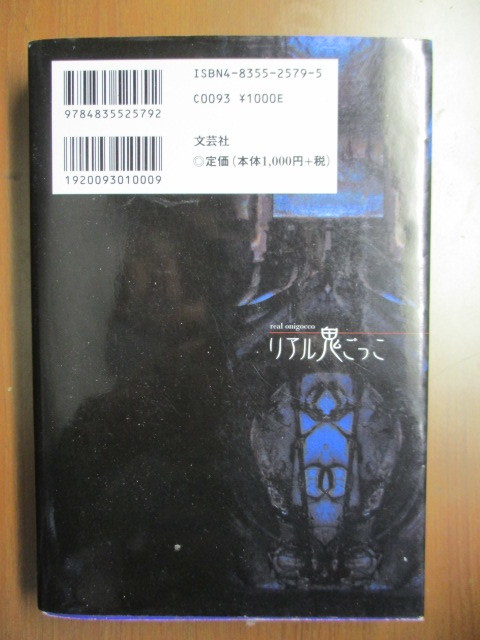 ISBN4-8355-2579-5
C0093 ¥1000E
9784835525792
文芸社
◎定価(本体1,000円+税)
1920093010009
real onigocco
リアル鬼ごっこ